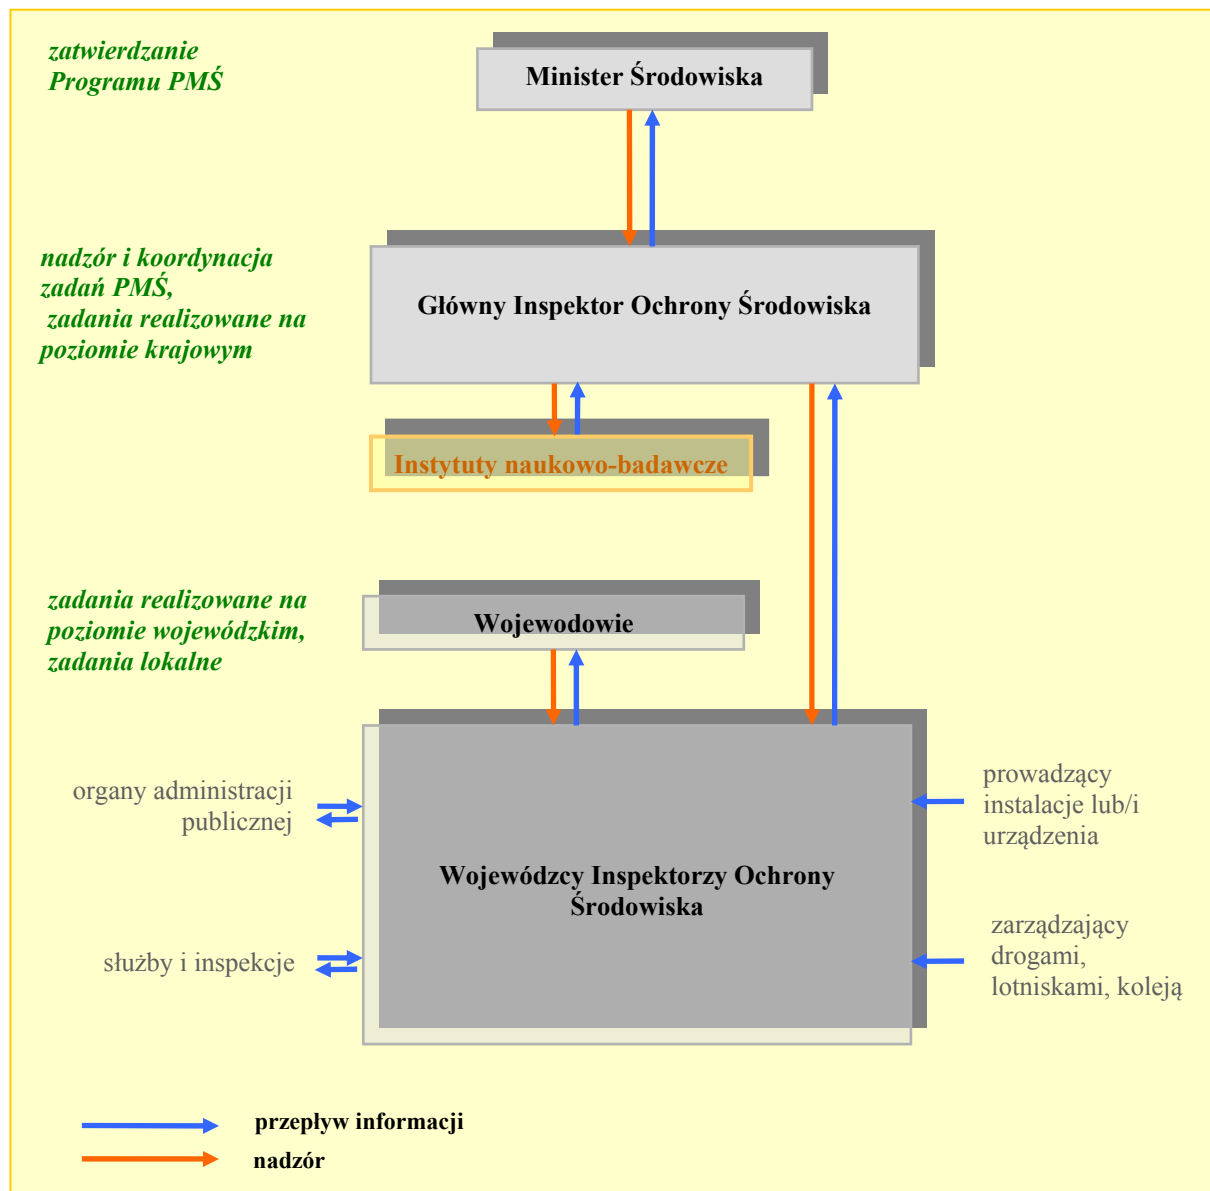 zatwierdzanie
Programu PMŚ
Minister Środowiska
nadzór i koordynacja
zadań PMŚ,
zadania realizowane na
poziomie krajowym
Główny Inspektor Ochrony Środowiska
Instytuty naukowo-badawcze
zadania realizowane na
poziomie wojewódzkim,
zadania lokalne
Wojewodowie
organy administracji
publicznej
prowadzący
instalacje lub/i
urządzenia
Wojewódzcy Inspektorzy Ochrony
Środowiska
służby i inspekcje
zarządzający
drogami,
lotniskami, koleją
przepływ informacji
nadzór